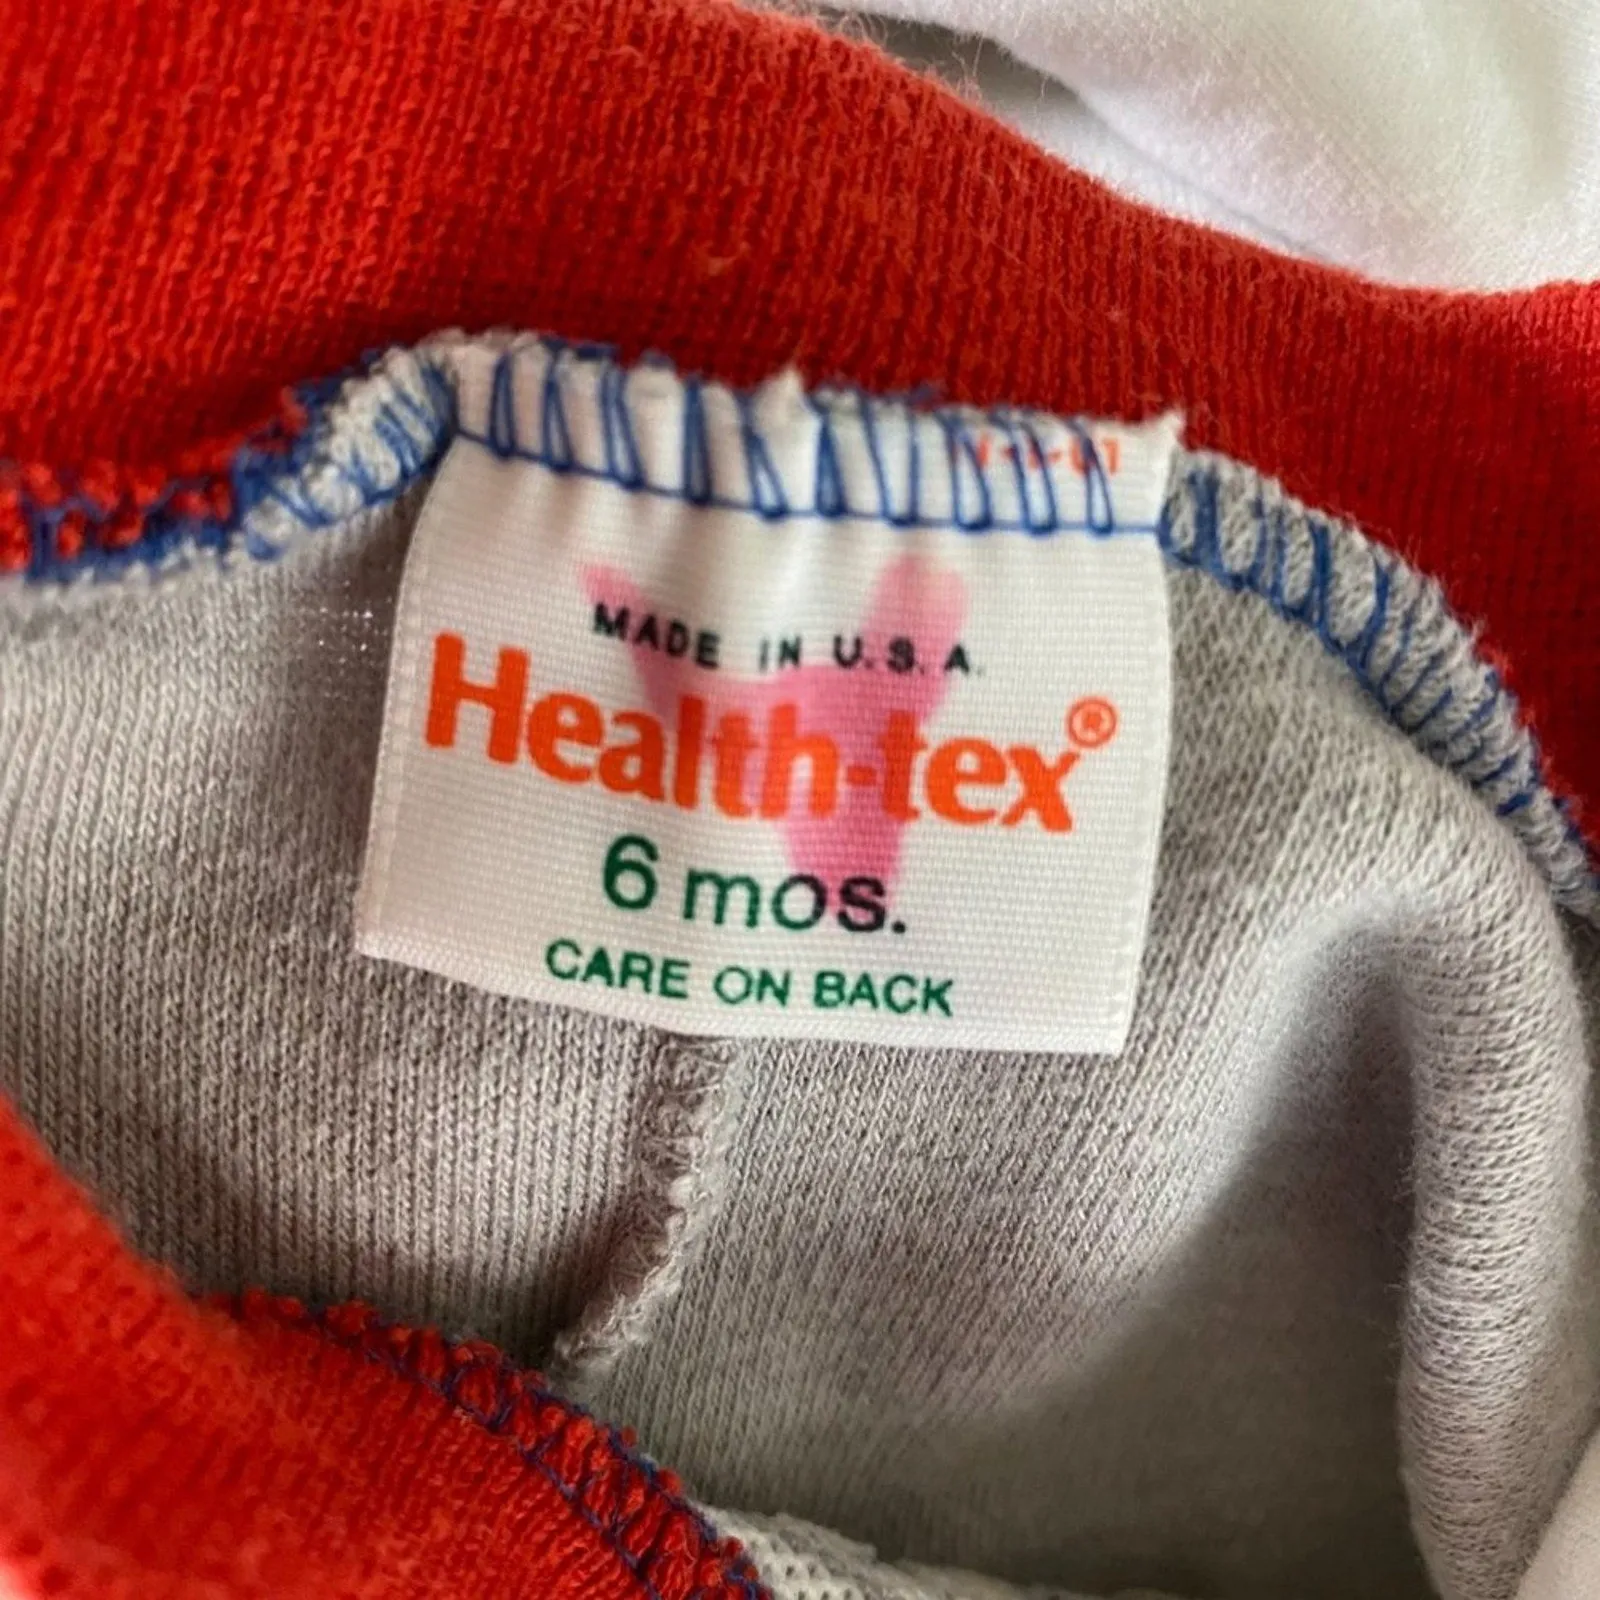 MADE IN U.S.A.
Health-tex®
6 mos.
CARE ON BACK